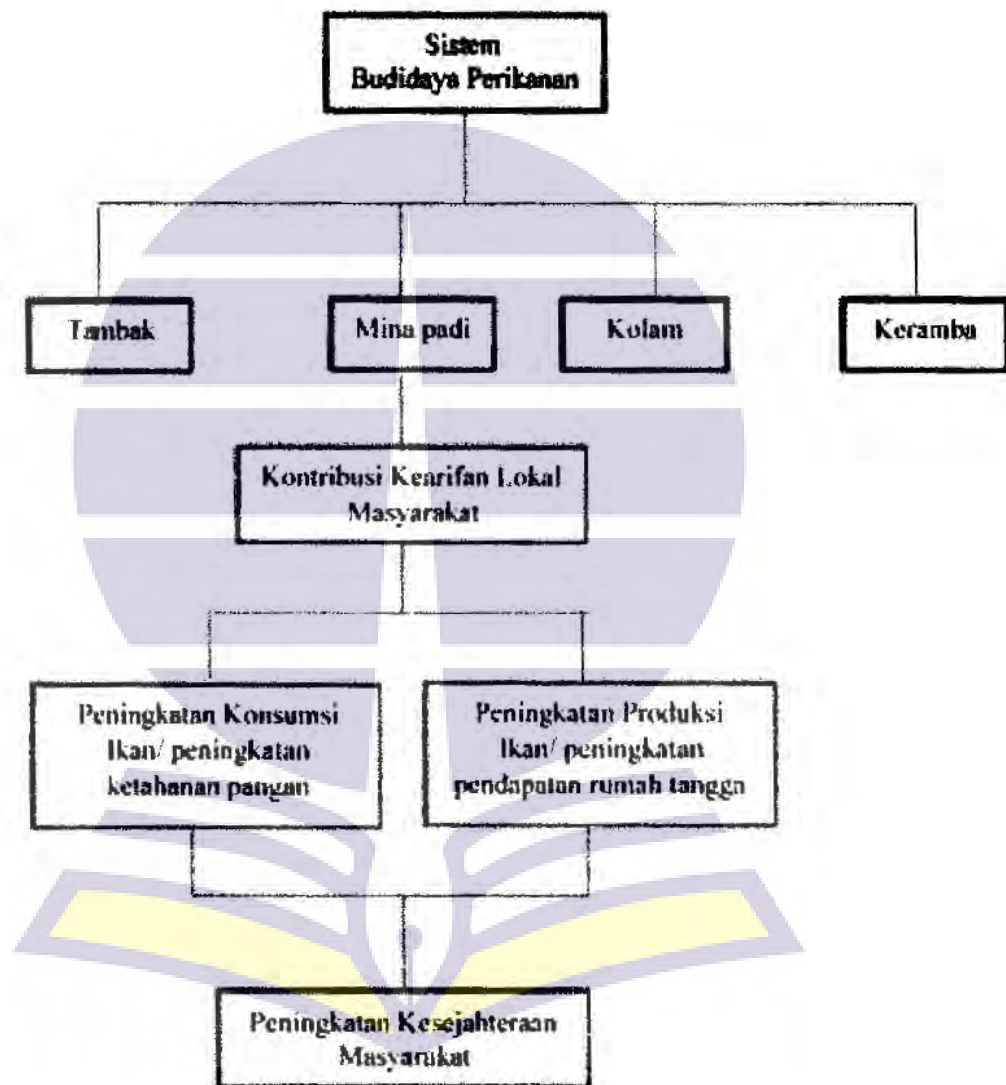 Sistem
Budidaya Perikanan
Tambak
Mina padi
Kolam
Keramba
Kontribusi Kearifan Lokal
Masyarakat
Peningkatan Konsumsi
Ikan/ peningkatan
ketahanan pangan
Peningkatan Produksi
Ikan/ peningkatan
pendapatan rumah tangga
Peningkatan Kesejahteraan
Masyarakat